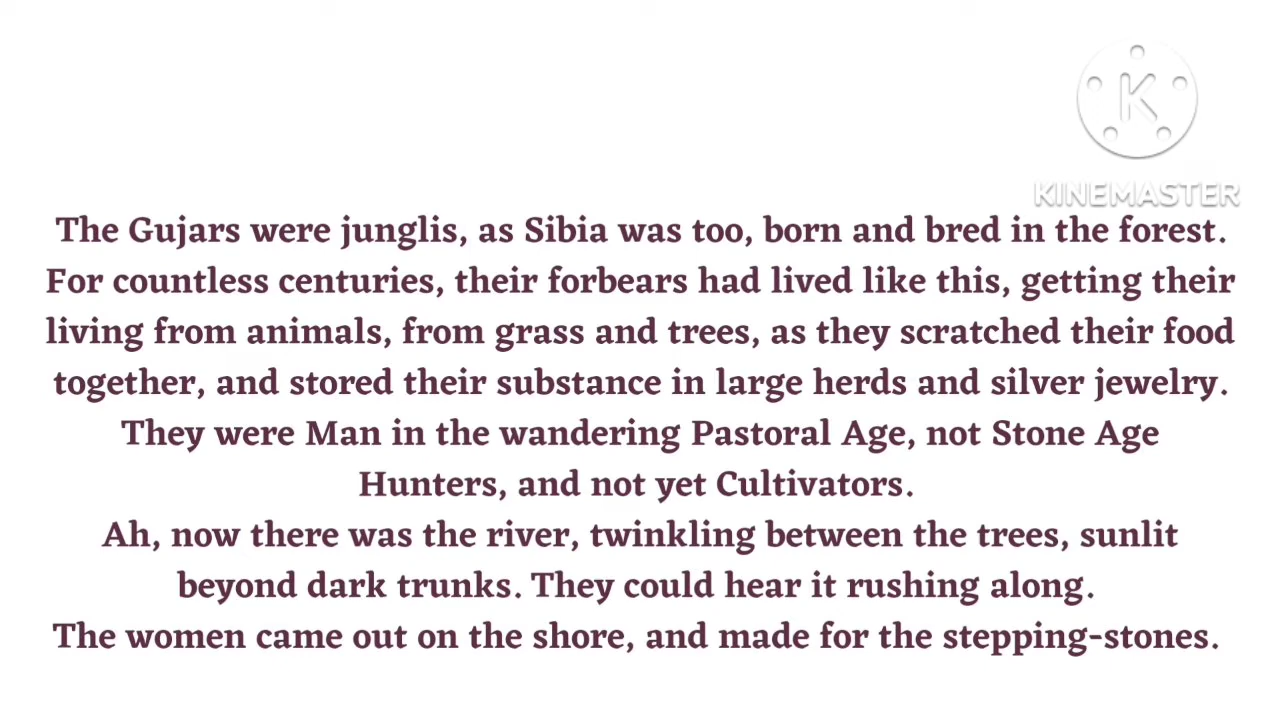 K
KINEMASTER
The Gujars were junglis, as Sibia was too, born and bred in the forest.
For countless centuries, their forbears had lived like this, getting their
living from animals, from grass and trees, as they scratched their food
together, and stored their substance in large herds and silver jewelry.
They were Man in the wandering Pastoral Age, not Stone Age
Hunters, and not yet Cultivators.
Ah, now there was the river, twinkling between the trees, sunlit
beyond dark trunks. They could hear it rushing along.
The women came out on the shore, and made for the stepping-stones.